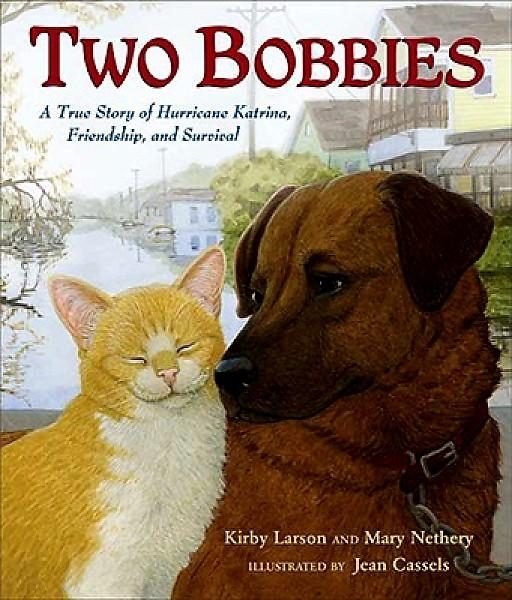 TWO BOBBIES
A True Story of Hurricane Katrina,
Friendship, and Survival
Kirby Larson AND Mary Nethery
ILLUSTRATED BY Jean Cassels